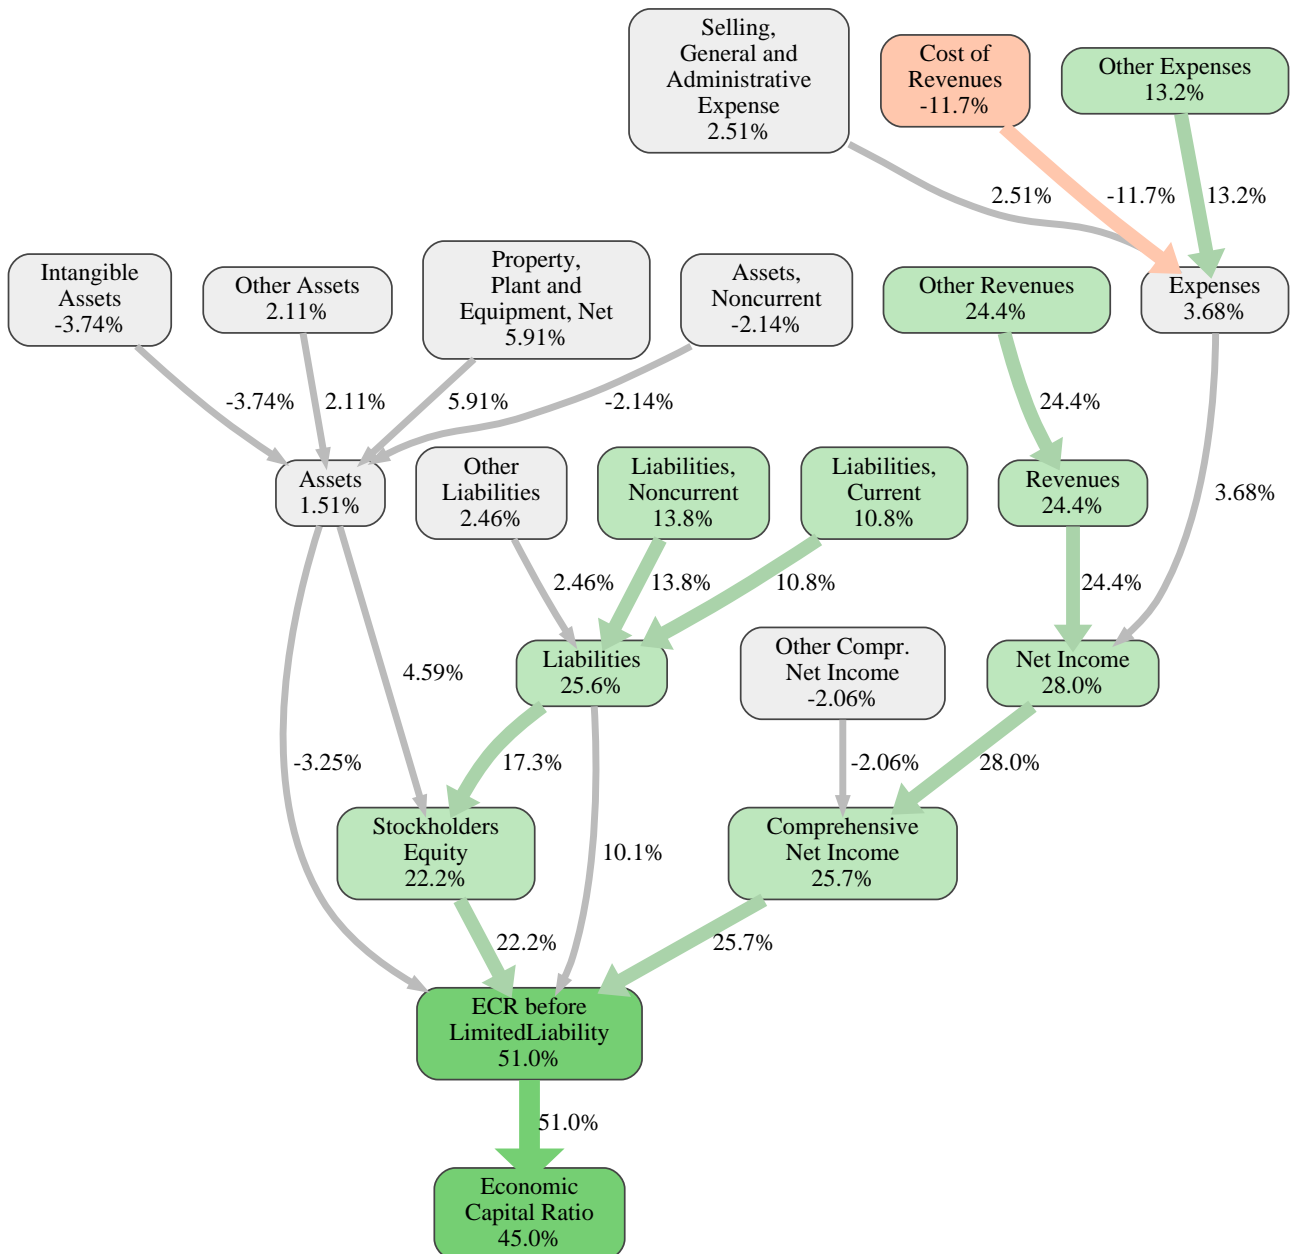 Selling,
General and
Administrative
Expense
2.51%
Cost of
Revenues
-11.7%
Other Expenses
13.2%
2.51%
-11.7%
13.2%
Intangible
Assets
-3.74%
Other Assets
2.11%
Property,
Plant and
Equipment, Net
5.91%
Assets,
Noncurrent
-2.14%
Other Revenues
24.4%
Expenses
3.68%
-3.74%
2.11%
5.91%
-2.14%
24.4%
Assets
1.51%
Other
Liabilities
2.46%
Liabilities,
Noncurrent
13.8%
Liabilities,
Current
10.8%
Revenues
24.4%
3.68%
2.46%
13.8%
10.8%
24.4%
4.59%
Liabilities
25.6%
Other Compr.
Net Income
-2.06%
Net Income
28.0%
-3.25%
17.3%
-2.06%
28.0%
Stockholders
Equity
22.2%
10.1%
Comprehensive
Net Income
25.7%
22.2%
25.7%
ECR before
LimitedLiability
51.0%
51.0%
Economic
Capital Ratio
45.0%